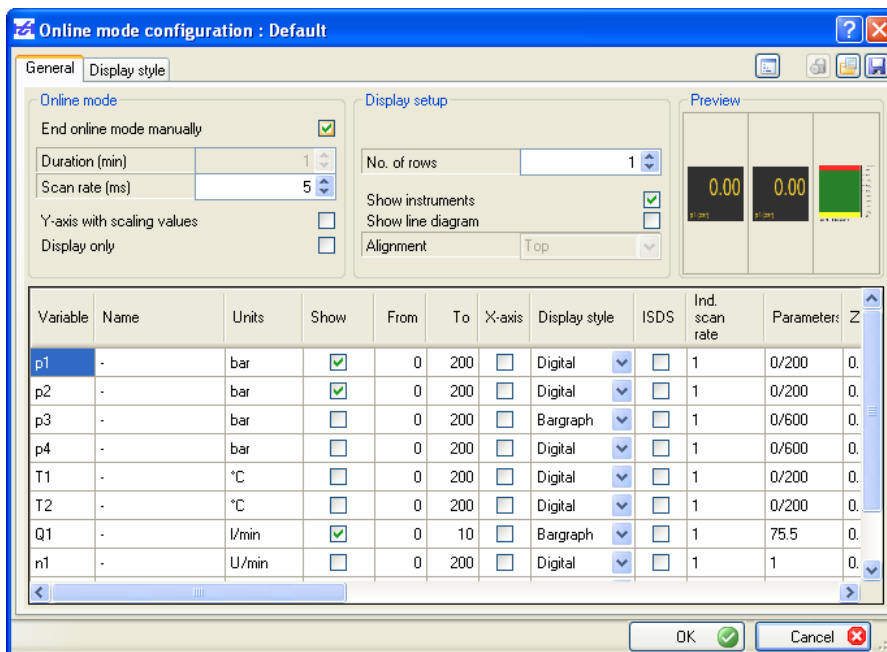 Online mode configuration : Default
General Display style
Online mode
End online mode manually
Duration (min) 1
Scan rate (ms) 5
Y-axis with scaling values
Display only
Display setup
No. of rows 1
Show instruments
Show line diagram
Alignment Top
Preview
0.00 0.00
Variable Name Units Show From To X-axis Display style ISDS Ind. scan rate Parameters Z
p1 - bar 0 200 Digital 1 0/200 0.
p2 - bar 0 200 Digital 1 0/200 0.
p3 - bar 0 200 Bargraph 1 0/600 0.
p4 - bar 0 200 Digital 1 0/600 0.
T1 - °C 0 200 Digital 1 0/200 0.
T2 - °C 0 200 Digital 1 0/200 0.
Q1 - l/min 0 10 Bargraph 1 75.5 0.
n1 - U/min 0 200 Digital 1 1 0.
OK Cancel